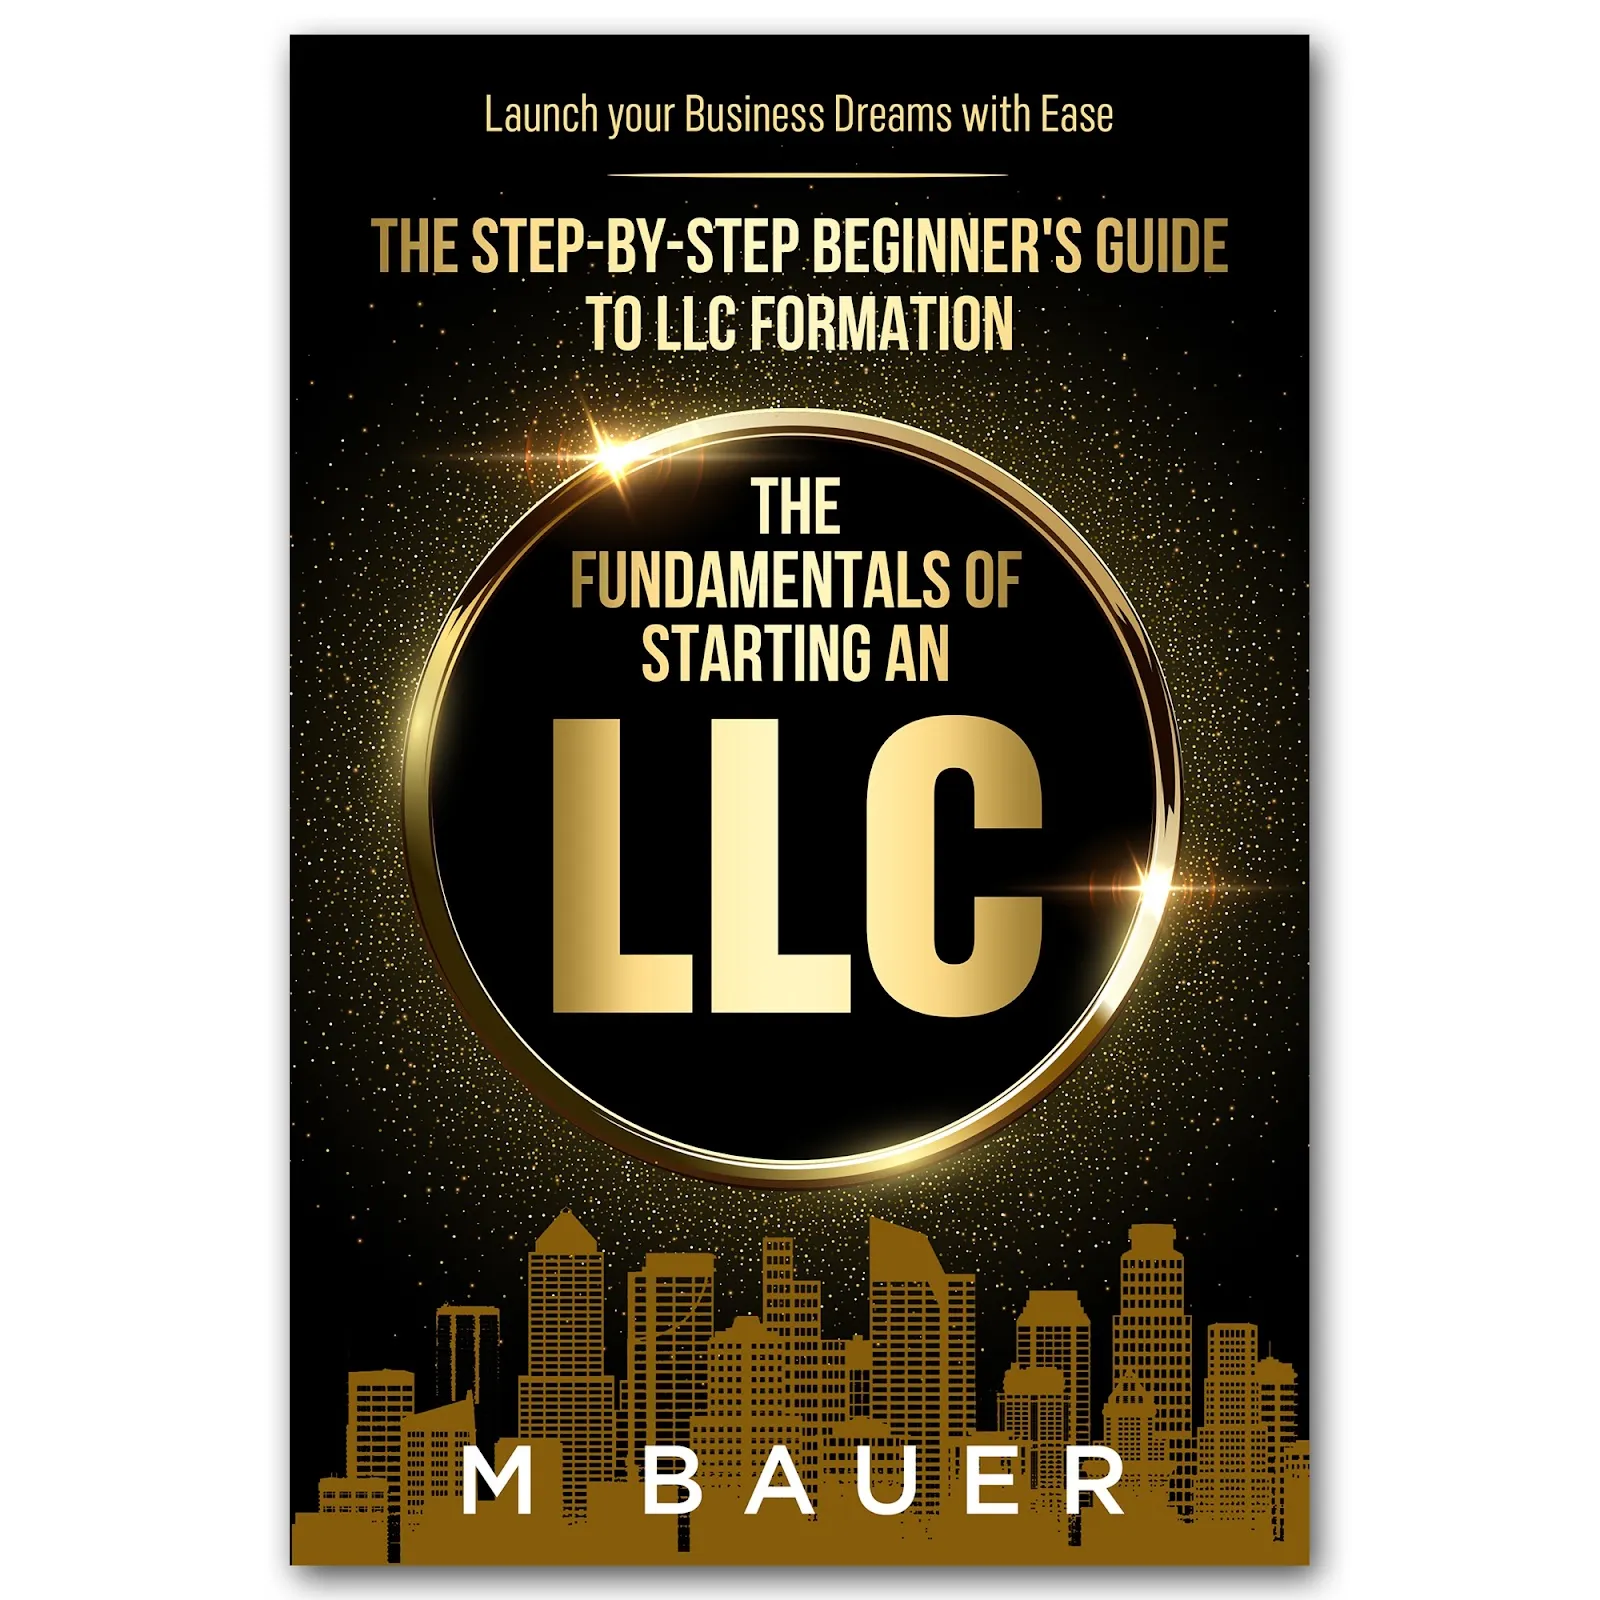 Launch your Business Dreams with Ease
THE STEP-BY-STEP BEGINNER'S GUIDE
TO LLC FORMATION
THE
FUNDAMENTALS OF
STARTING AN
LLC
M BAUER